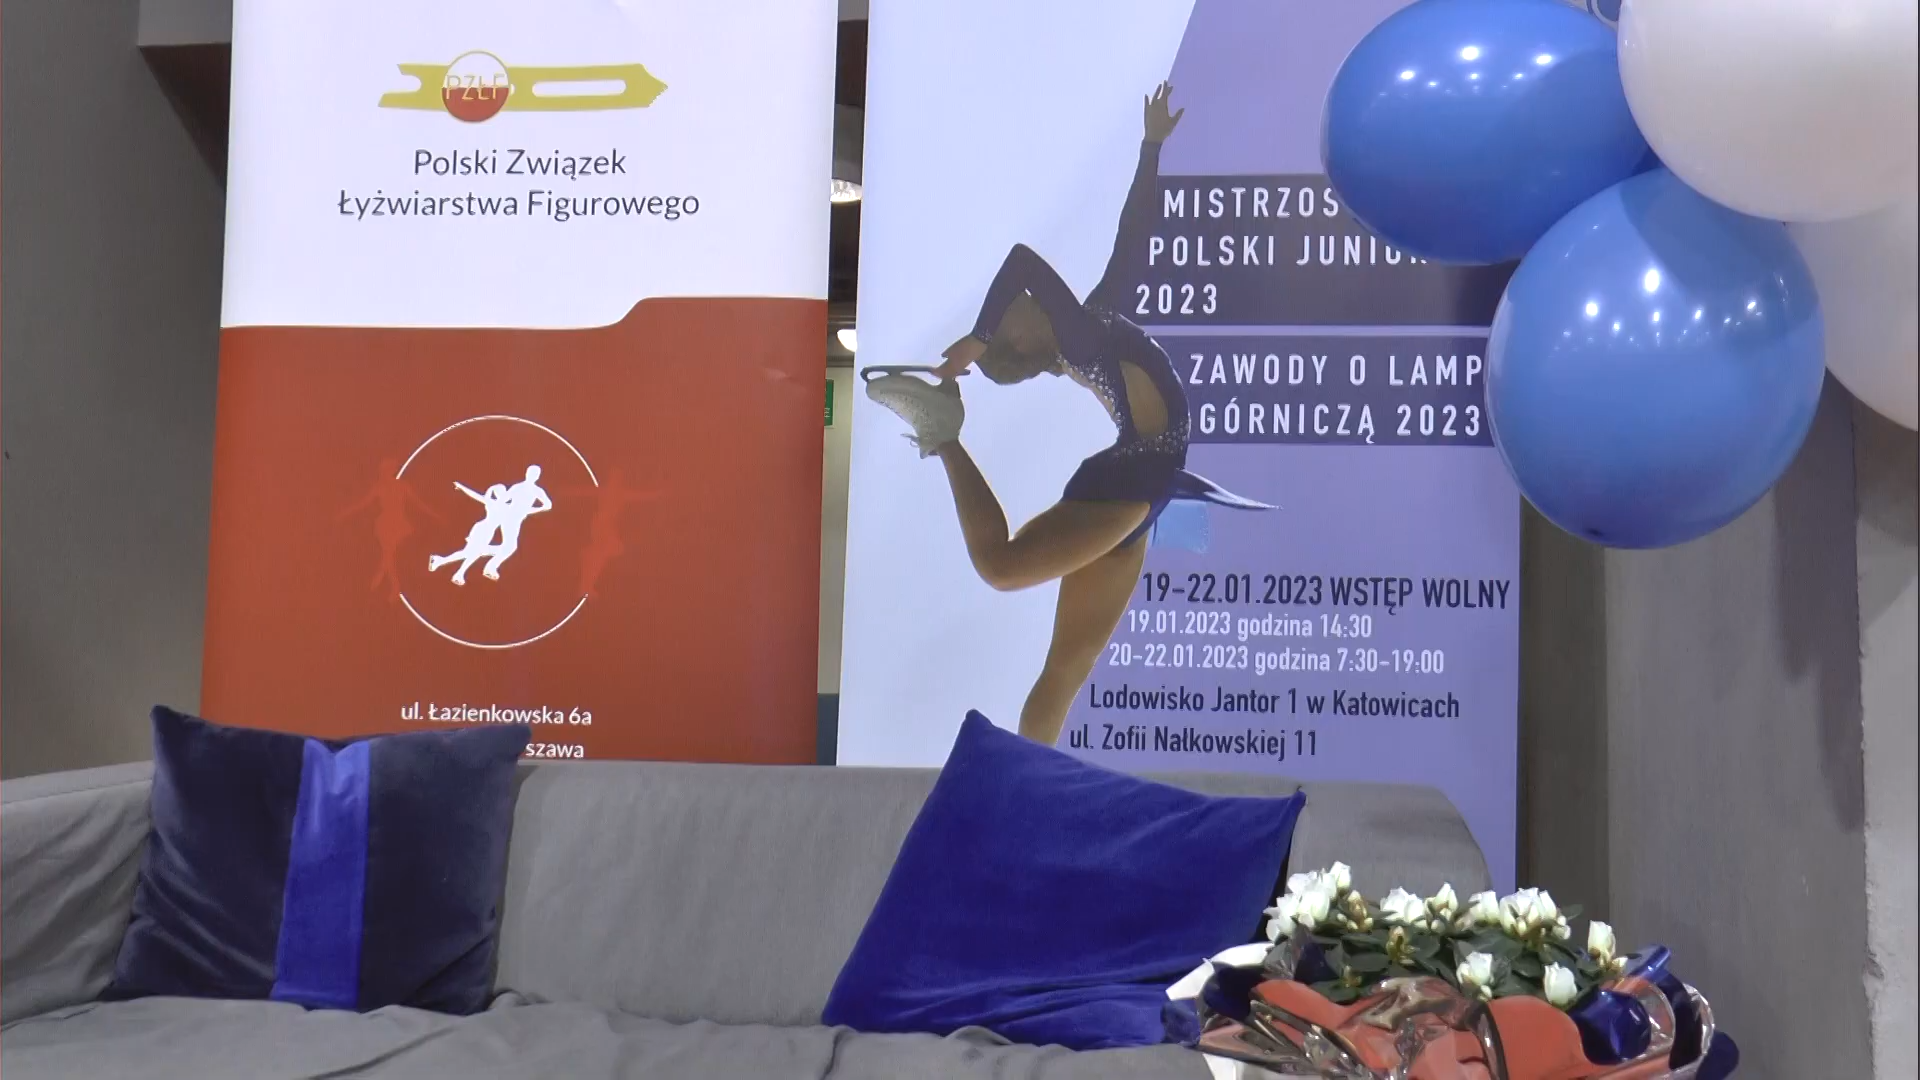 PZŁF
Polski Związek
Łyżwiarstwa Figurowego
ul. Łazienkowska 6a
MISTRZOS
POLSKI JUNIOR
2023
ZAWODY O LAMP
GÓRNICZĄ 2023
19-22.01.2023 WSTĘP WOLNY
19.01.2023 godzina 14:30
20-22.01.2023 godzina 7:30-19:00
Lodowisko Jantor 1 w Katowicach
ul. Zofii Nałkowskiej 11